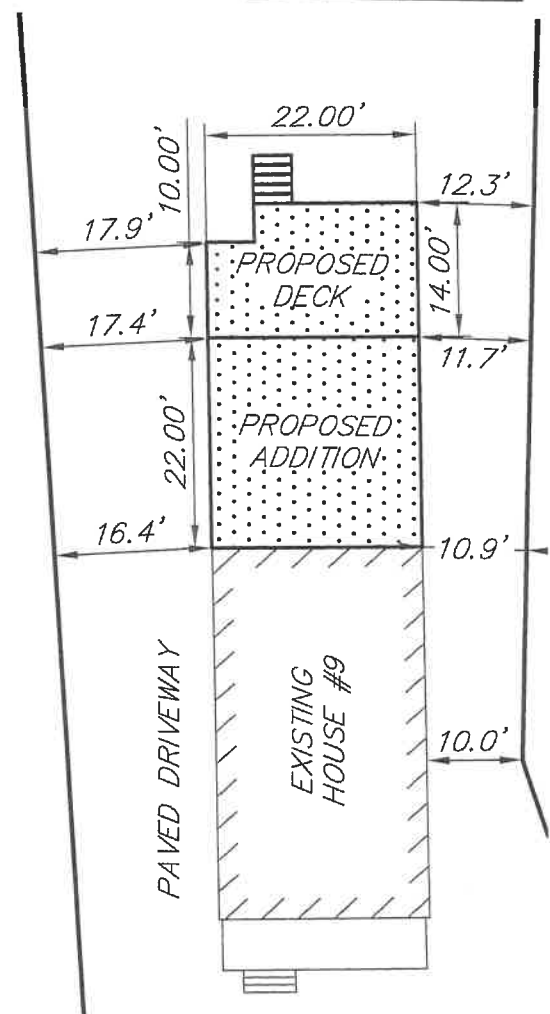 22.00'
10.00'
12.3'
17.9'
PROPOSED
DECK
14.00'
17.4'
11.7'
22.00'
PROPOSED
ADDITION
16.4'
10.9'
PAVED DRIVEWAY
EXISTING
HOUSE #9
10.0'